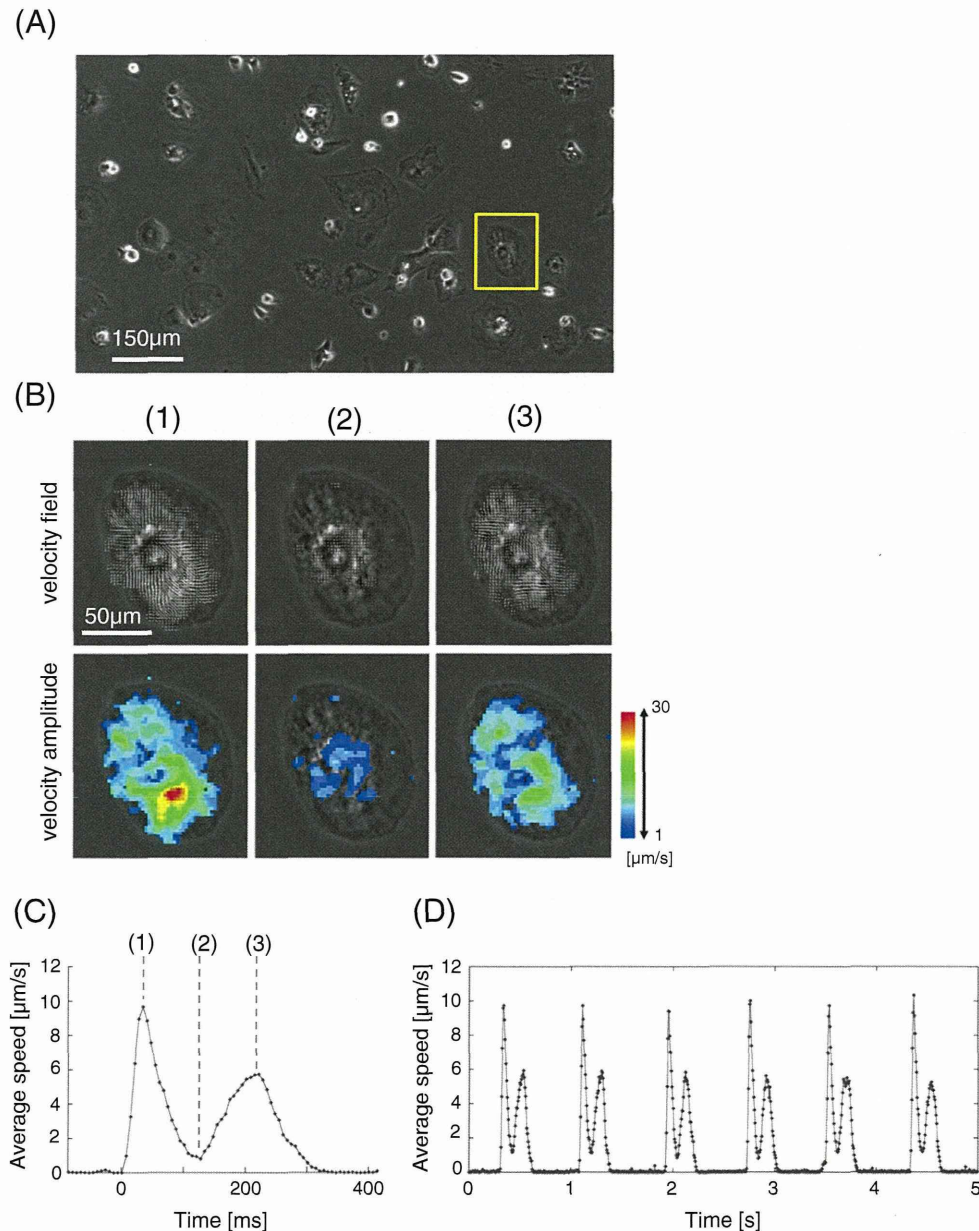 (A)
150µm
(B)
(1) (2) (3)
velocity field
50µm
velocity amplitude
30
1
[µm/s]
(C)
(1) (2) (3)
Average speed [µm/s]
12
10
8
6
4
2
0
0 200 400
Time [ms]
(D)
Average speed [µm/s]
12
10
8
6
4
2
0
0 1 2 3 4 5
Time [s]